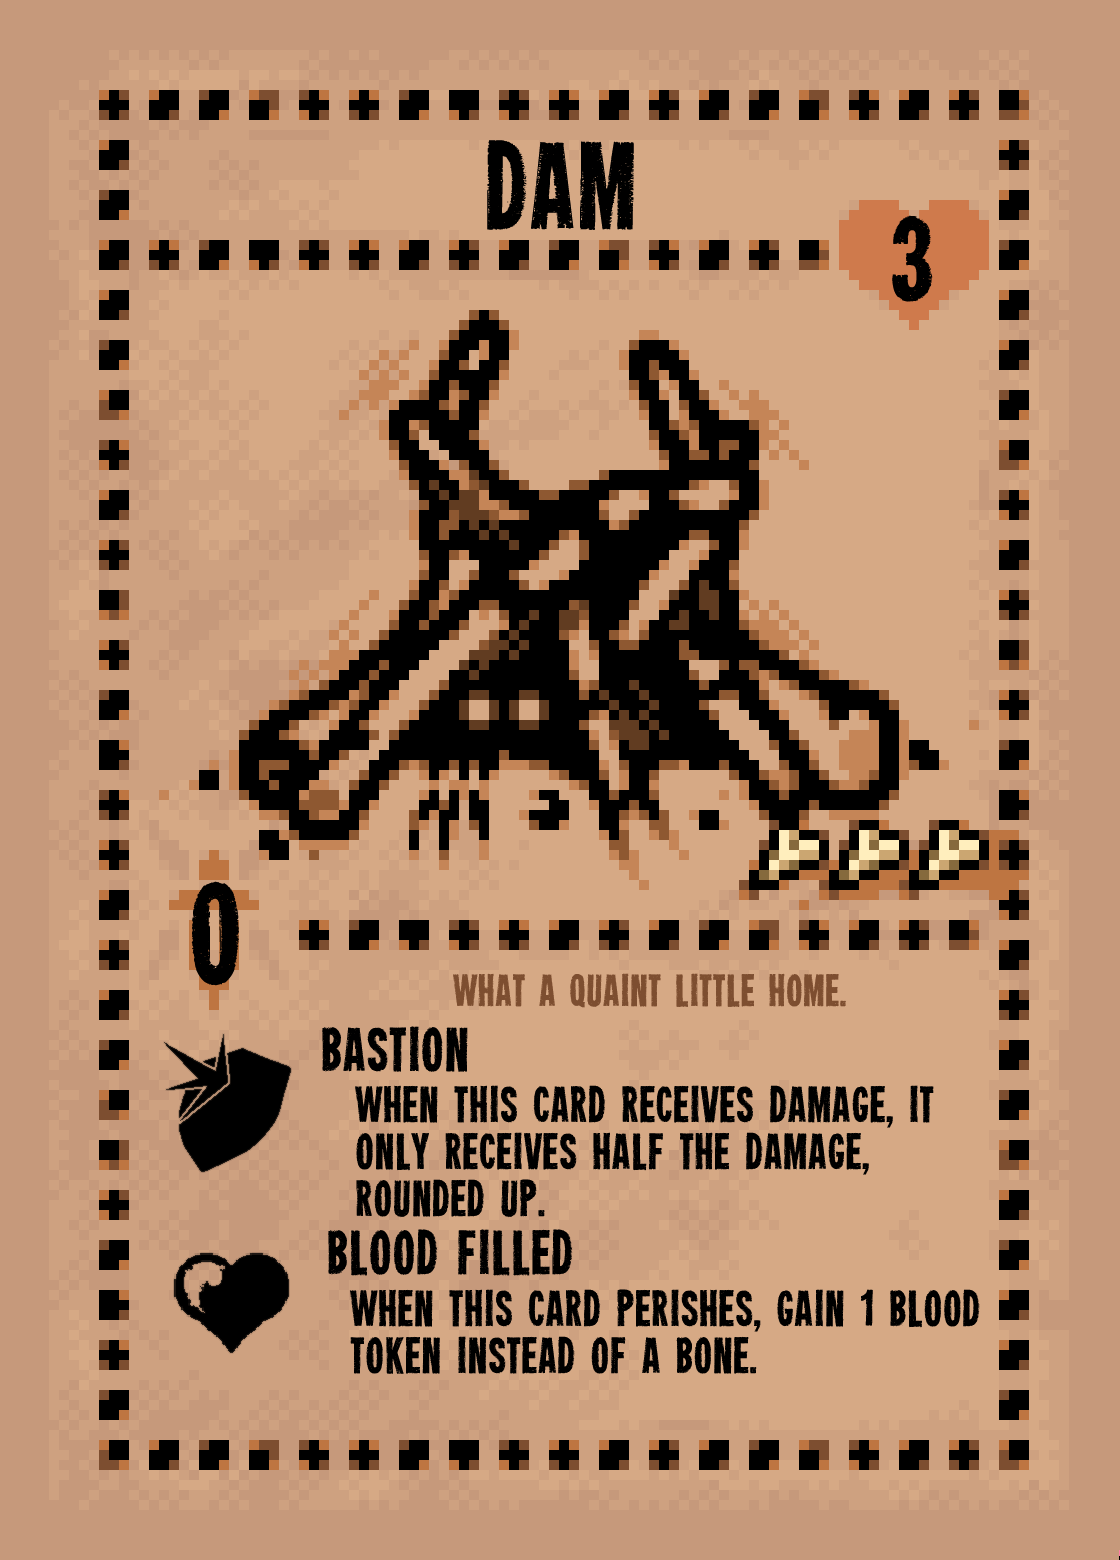 DAM
3
0
WHAT A QUAINT LITTLE HOME.
BASTION
WHEN THIS CARD RECEIVES DAMAGE, IT
ONLY RECEIVES HALF THE DAMAGE,
ROUNDED UP.
BLOOD FILLED
WHEN THIS CARD PERISHES, GAIN 1 BLOOD
TOKEN INSTEAD OF A BONE.